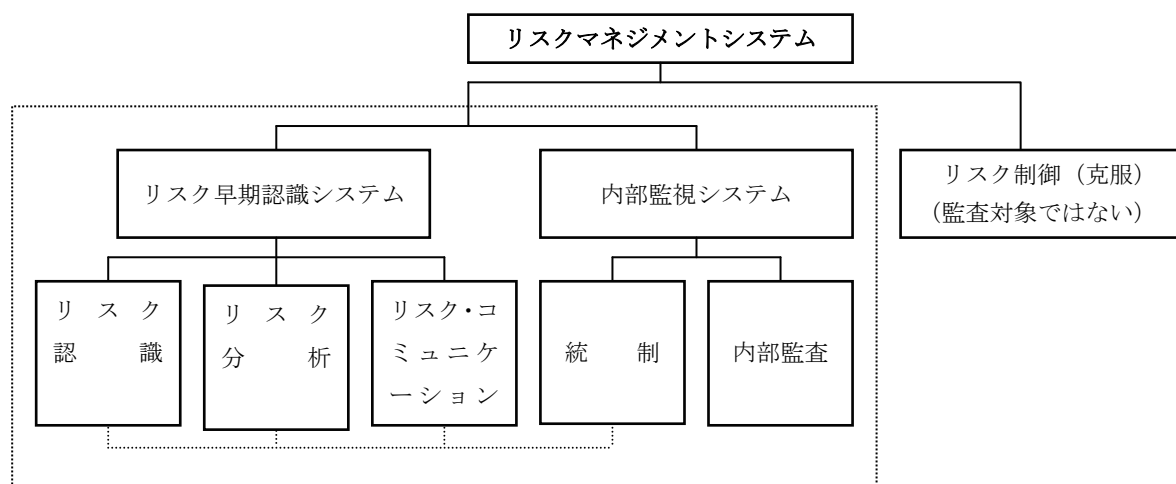 リスクマネジメントシステム
リスク早期認識システム
内部監視システム
リスク制御（克服）
（監査対象ではない）
リスク
認識
リスク
分析
リスク・コ
ミュニケ
ーション
統制
内部監査